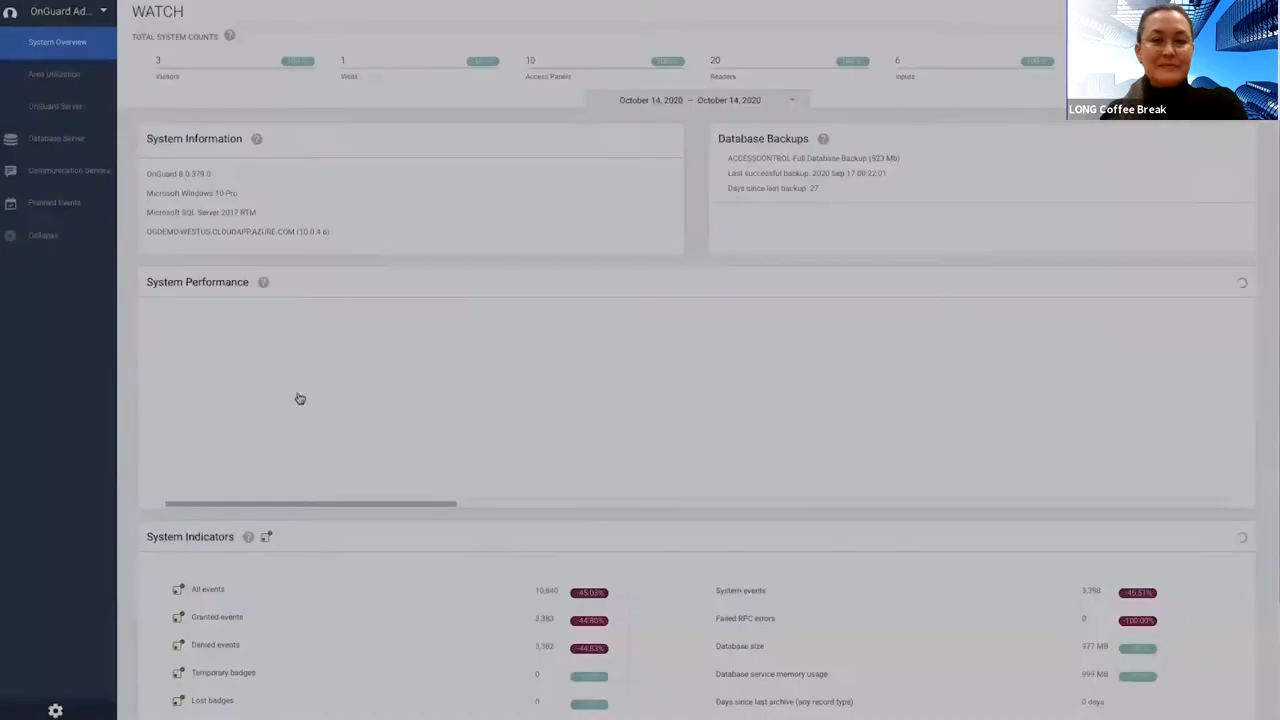 OnGuard Ad...
WATCH
System Overview
TOTAL SYSTEM COUNTS
3
Visitors
1
Visits
10
Access Panels
20
Readers
6
Inputs
LONG Coffee Break
Area Utilization
OnGuard Server
Database Server
Communication Servers
Planned Events
Collapse
October 14, 2020 – October 14, 2020
System Information
OnGuard 8.0.379.0
Microsoft Windows 10 Pro
Microsoft SQL Server 2017 RTM
OGDEMO.WESTUS.CLOUDAPP.AZURE.COM (10.0.4.6)
Database Backups
ACCESSCONTROL-Full Database Backup (523 Mb)
Last successful backup: 2020 Sep 17 00:22:01
Days since last backup: 27
System Performance
System Indicators
All events 10,840 -45.03%
Granted events 3,383 -44.80%
Denied events 3,382 -44.83%
Temporary badges 0
Lost badges 0
System events 3,398
Failed RPC errors 0 -100.00%
Database size 977 MB
Database service memory usage 999 MB
Days since last archive (any record type) 0 days